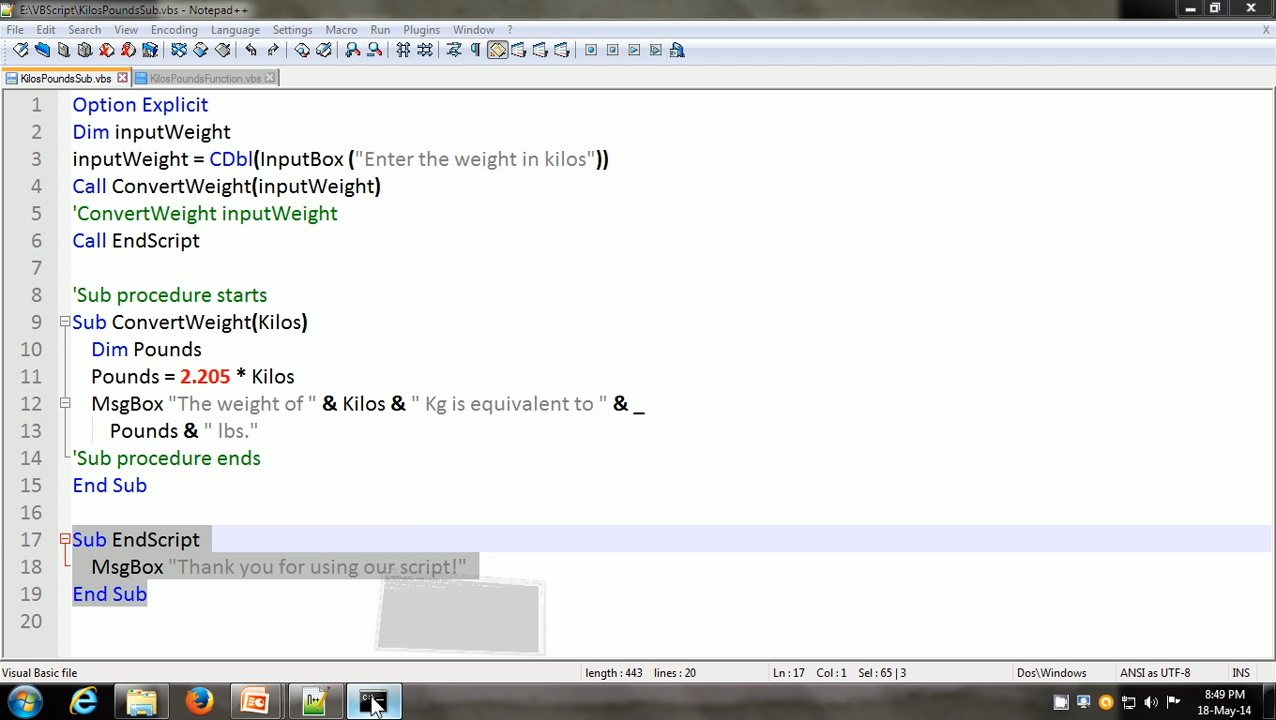 E:\VBScript\KilosPoundsSub.vbs - Notepad++
File Edit Search View Encoding Language Settings Macro Run Plugins Window ? X
KilosPoundsSub.vbs KilosPoundsFunction.vbs
1 Option Explicit
2 Dim inputWeight
3 inputWeight = CDbl(InputBox ("Enter the weight in kilos"))
4 Call ConvertWeight(inputWeight)
5 'ConvertWeight inputWeight
6 Call EndScript
7
8 'Sub procedure starts
9 Sub ConvertWeight(Kilos)
10 Dim Pounds
11 Pounds = 2.205 * Kilos
12 MsgBox "The weight of " & Kilos & " Kg is equivalent to " & _
13 Pounds & " lbs."
14 'Sub procedure ends
15 End Sub
16
17 Sub EndScript
18 MsgBox "Thank you for using our script!"
19 End Sub
20
Visual Basic file length : 443 lines : 20 Ln : 17 Col : 1 Sel : 65 | 3 Dos\Windows ANSI as UTF-8 INS
8:49 PM
18-May-14